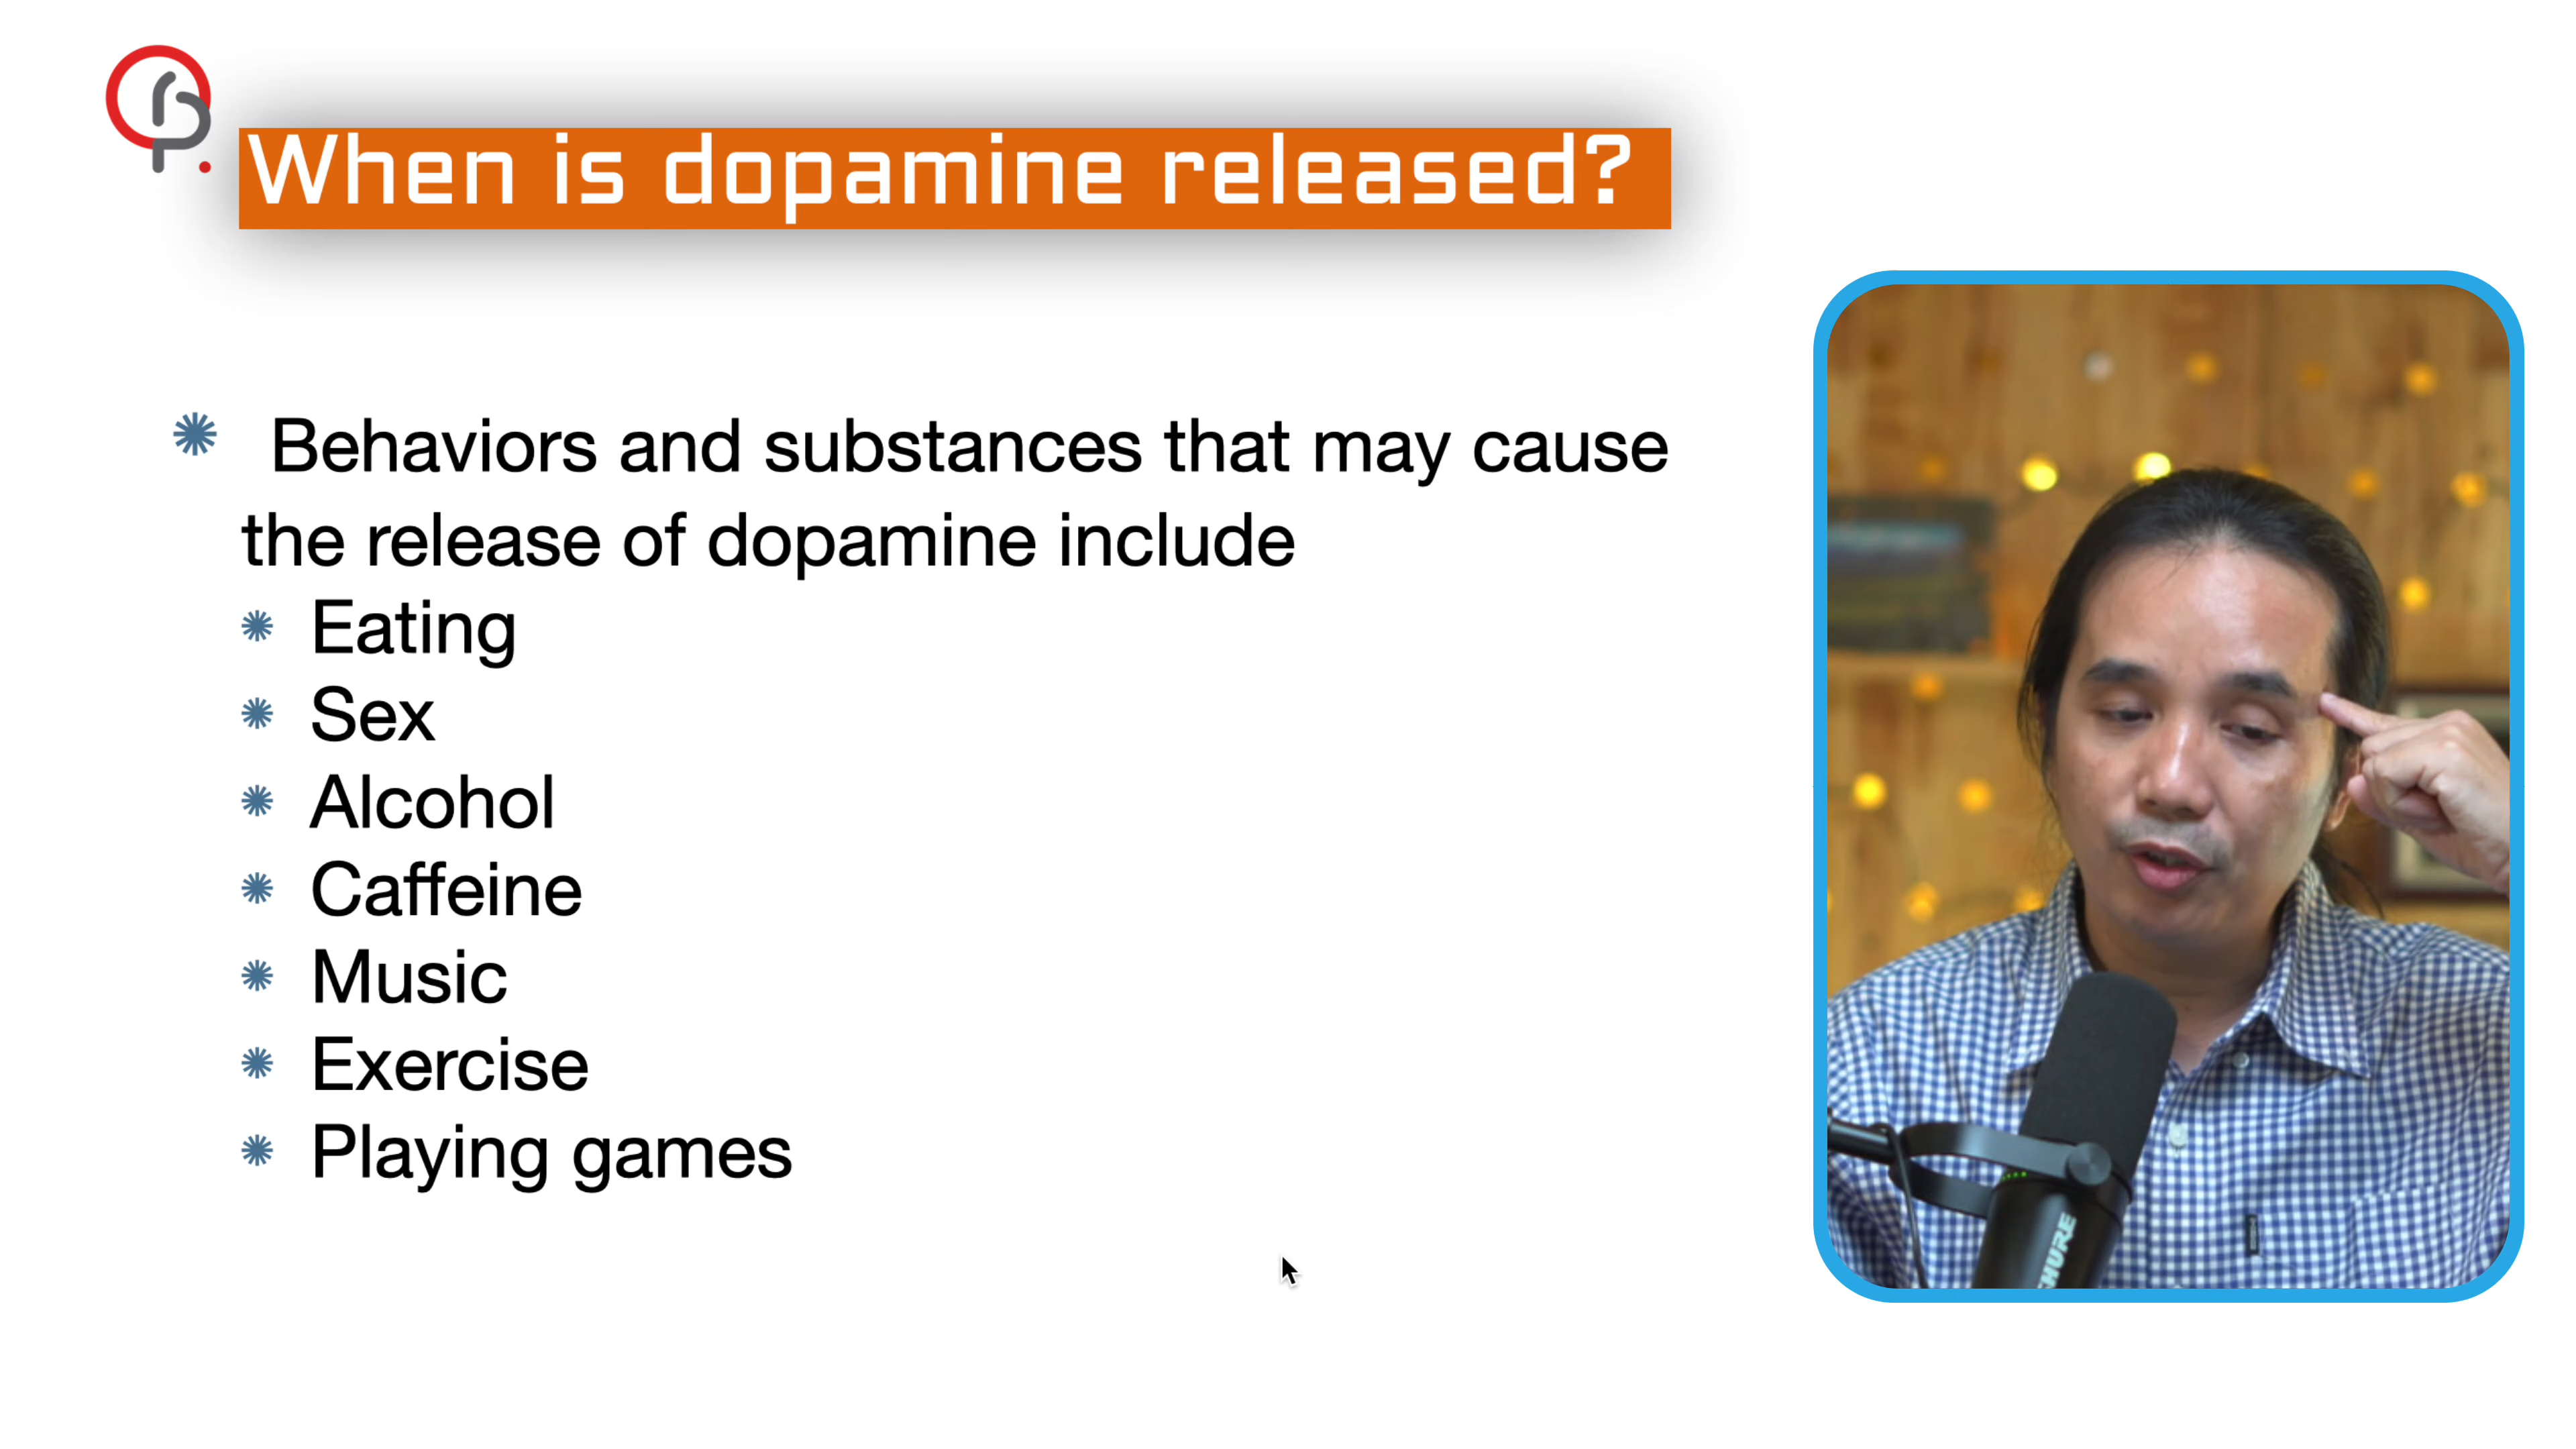 When is dopamine released?
Behaviors and substances that may cause
the release of dopamine include
Eating
Sex
Alcohol
Caffeine
Music
Exercise
Playing games
SHURE